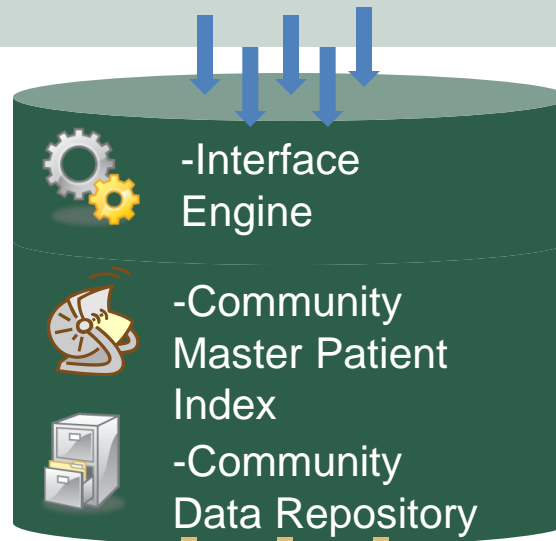 -Interface
Engine
-Community
Master Patient
Index
-Community
Data Repository